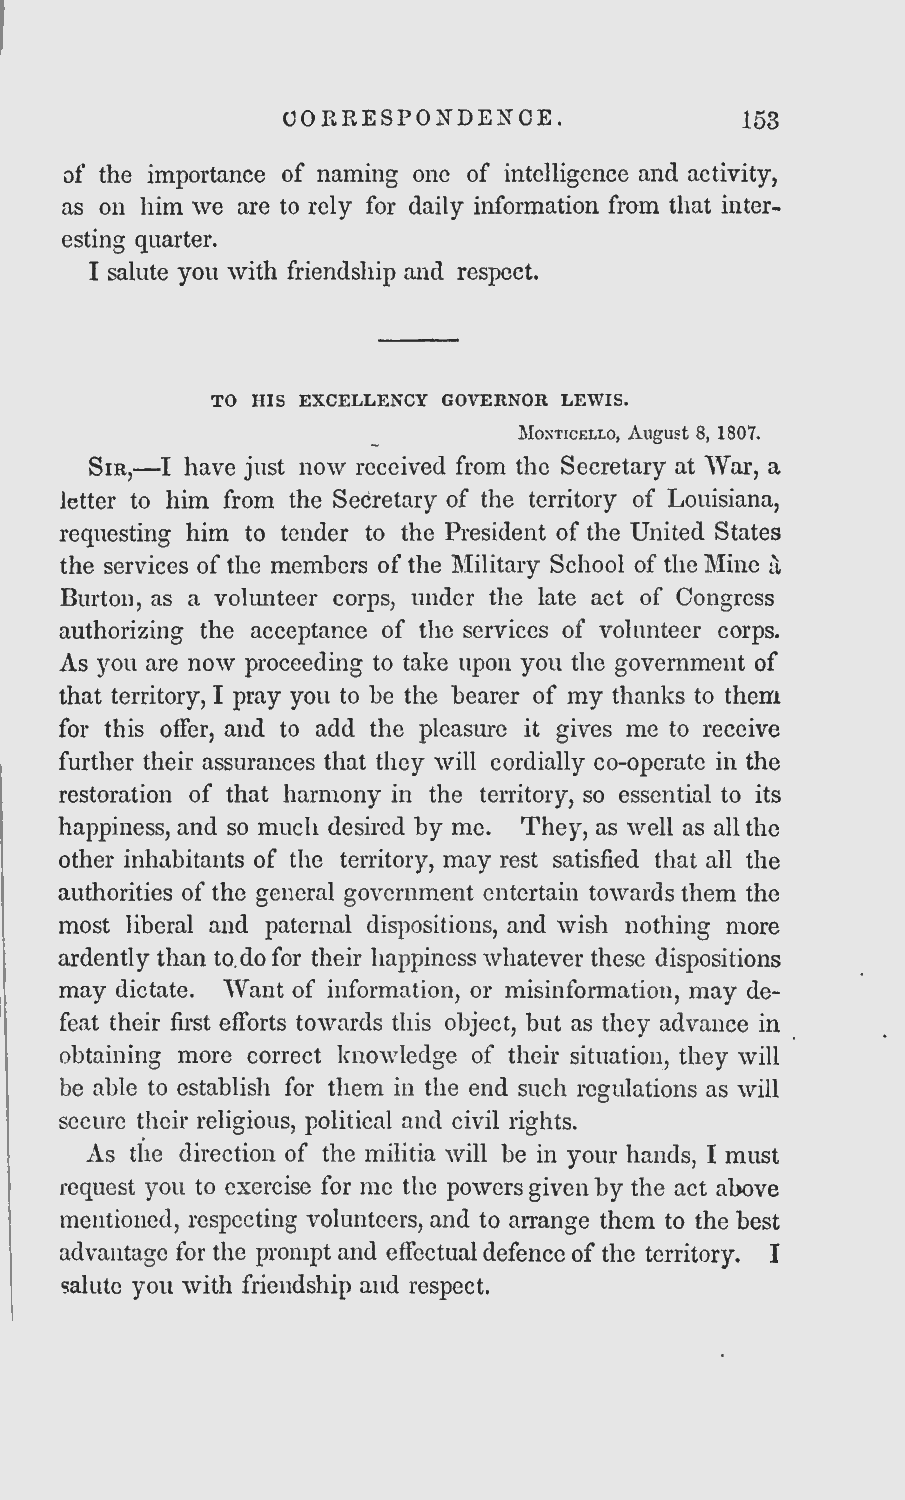 CORRESPONDENCE. 153
of the importance of naming one of intelligence and activity,
as on him we are to rely for daily information from that inter-
esting quarter.
I salute you with friendship and respect.
TO HIS EXCELLENCY GOVERNOR LEWIS.
Monticello, August 8, 1807.
Sir,—I have just now received from the Secretary at War, a
letter to him from the Secretary of the territory of Louisiana,
requesting him to tender to the President of the United States
the services of the members of the Military School of the Mine à
Burton, as a volunteer corps, under the late act of Congress
authorizing the acceptance of the services of volunteer corps.
As you are now proceeding to take upon you the government of
that territory, I pray you to be the bearer of my thanks to them
for this offer, and to add the pleasure it gives me to receive
further their assurances that they will cordially co-operate in the
restoration of that harmony in the territory, so essential to its
happiness, and so much desired by me. They, as well as all the
other inhabitants of the territory, may rest satisfied that all the
authorities of the general government entertain towards them the
most liberal and paternal dispositions, and wish nothing more
ardently than to do for their happiness whatever these dispositions
may dictate. Want of information, or misinformation, may de-
feat their first efforts towards this object, but as they advance in
obtaining more correct knowledge of their situation, they will
be able to establish for them in the end such regulations as will
secure their religious, political and civil rights.
As the direction of the militia will be in your hands, I must
request you to exercise for me the powers given by the act above
mentioned, respecting volunteers, and to arrange them to the best
advantage for the prompt and effectual defence of the territory. I
salute you with friendship and respect.